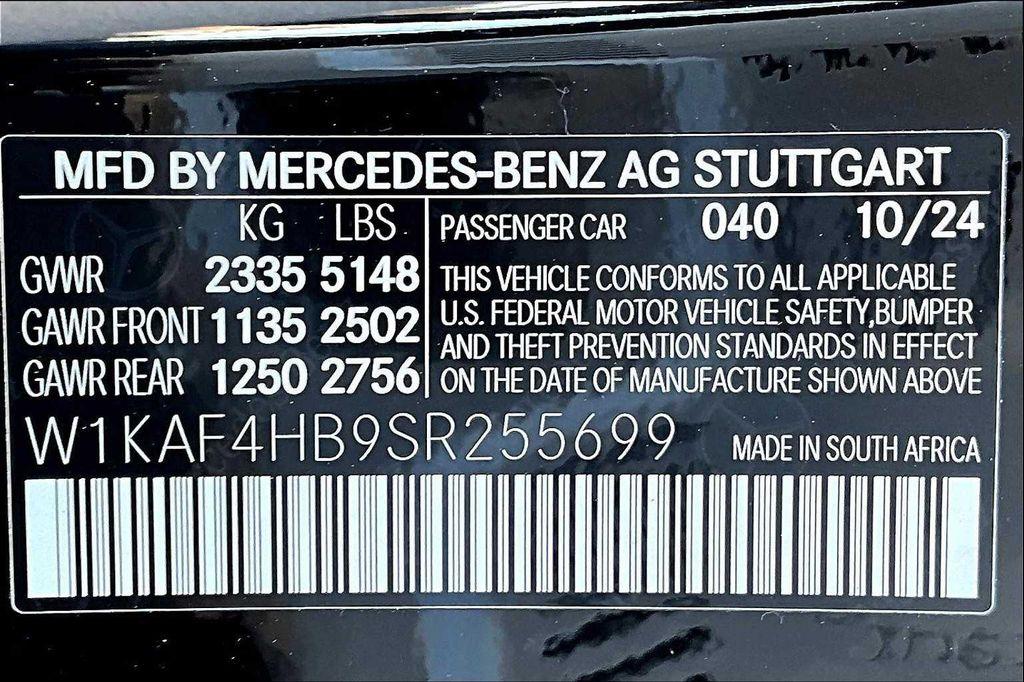 MFD BY MERCEDES-BENZ AG STUTTGART
KG LBS
GVWR 2335 5148
GAWR FRONT 1135 2502
GAWR REAR 1250 2756
PASSENGER CAR 040 10/24
THIS VEHICLE CONFORMS TO ALL APPLICABLE
U.S. FEDERAL MOTOR VEHICLE SAFETY, BUMPER
AND THEFT PREVENTION STANDARDS IN EFFECT
ON THE DATE OF MANUFACTURE SHOWN ABOVE
W1KAF4HB9SR255699 MADE IN SOUTH AFRICA